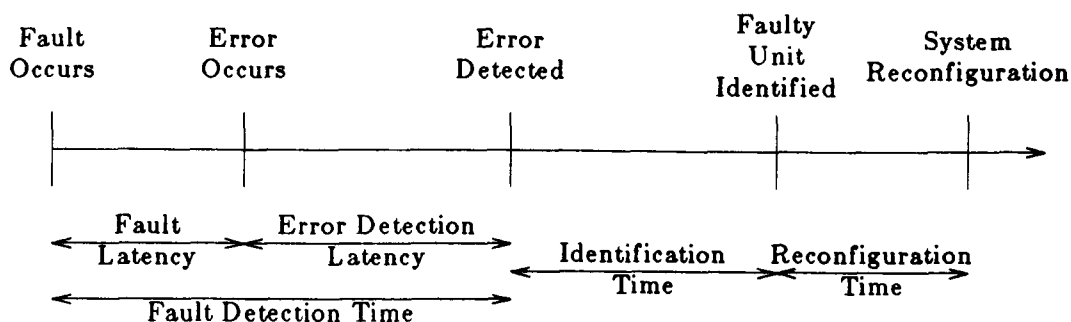 Fault
Occurs
Error
Occurs
Error
Detected
Faulty
Unit
Identified
System
Reconfiguration
Fault
Latency
Error Detection
Latency
Identification
Time
Reconfiguration
Time
Fault Detection Time